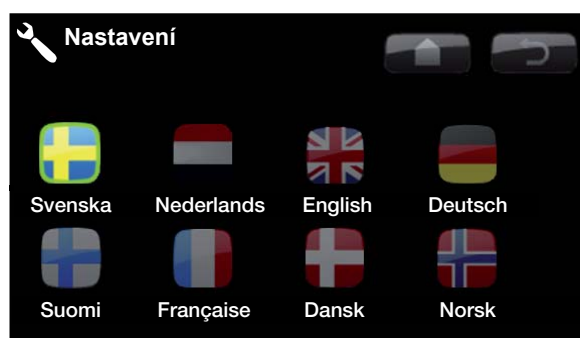 Nastavení
Svenska Nederlands English Deutsch
Suomi Française Dansk Norsk